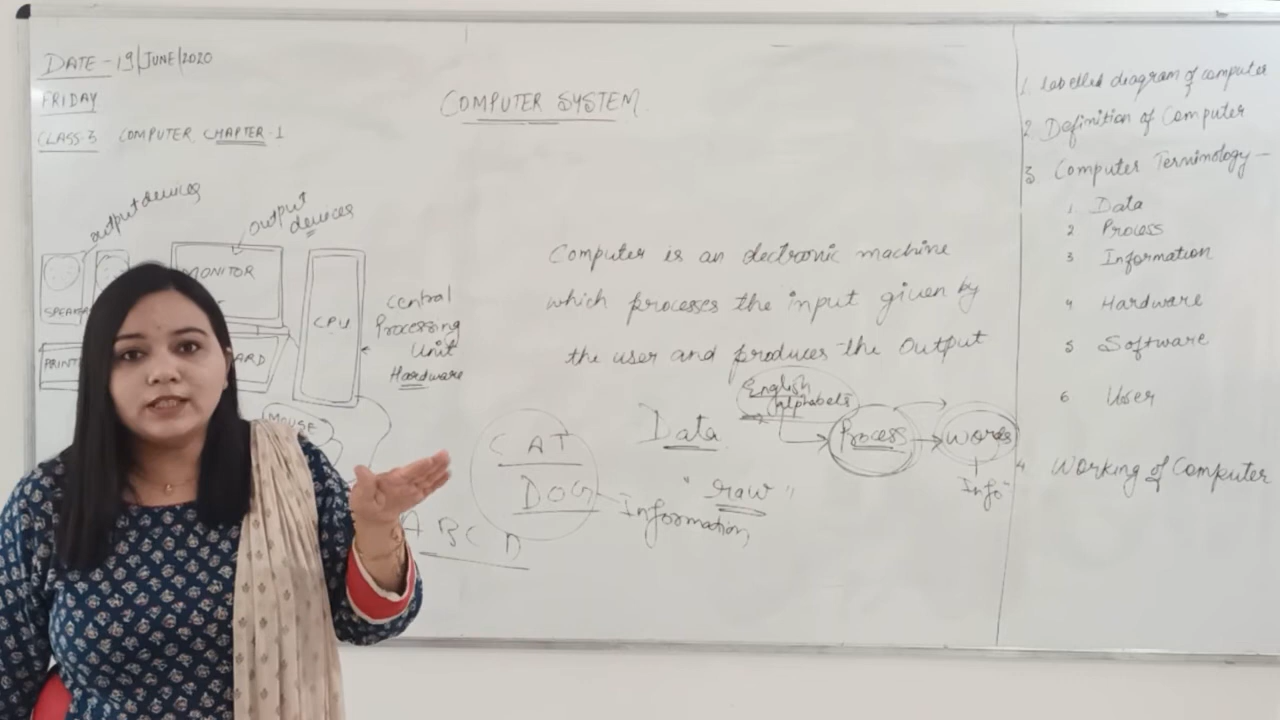 DATE - 19/JUNE/2020
FRIDAY
CLASS-3 COMPUTER CHAPTER-1
COMPUTER SYSTEM
output devices
output
devices
MONITOR
CPU
Central
Processing
Unit
Hardware
MOUSE
Computer is an electronic machine
which processes the input given by
the user and produces the output
English
alphabets
Data
Process
words
Info"
"raw"
CAT
DOG
Information
ABCD
1. Labelled diagram of computer
2. Definition of Computer
3. Computer Terminology -
1 Data
2 Process
3 Information
4 Hardware
5 Software
6 User
4 Working of Computer